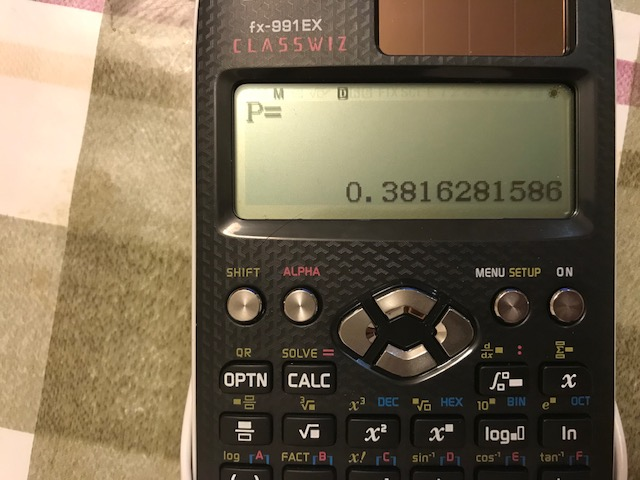 fx-991EX
CLASSWIZ
M D
P=
0.3816281586
SHIFT ALPHA MENU SETUP ON
QR SOLVE = d/dx :
OPTN CALC x
x³ DEC HEX 10 BIN e OCT
x² x log ln
log A FACT B x! C sin⁻¹ D cos⁻¹ E tan⁻¹ F